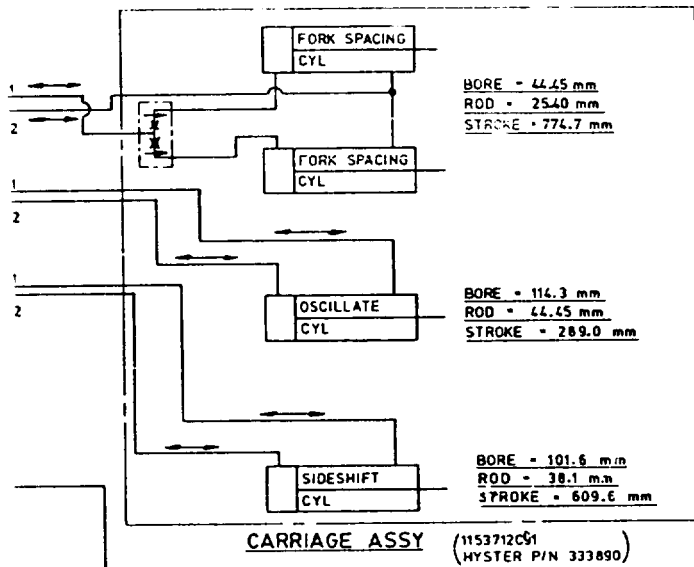 FORK SPACING
CYL
1
2
BORE = 44.45 mm
ROD = 25.40 mm
STROKE = 774.7 mm
FORK SPACING
CYL
1
2
OSCILLATE
CYL
BORE = 114.3 mm
ROD = 44.45 mm
STROKE = 289.0 mm
1
2
SIDESHIFT
CYL
BORE = 101.6 mm
ROD = 38.1 mm
STROKE = 609.6 mm
CARRIAGE ASSY
(HYSTER P/N 333890)